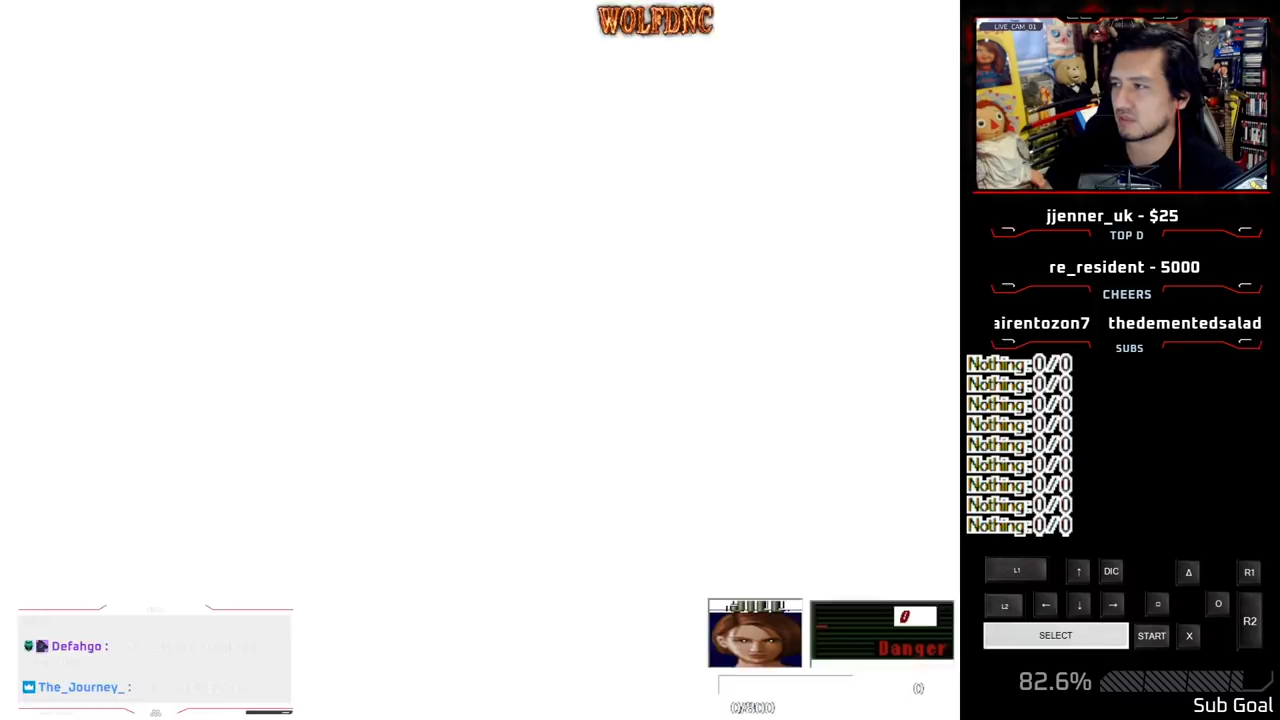 WOLFDNC
LIVE CAM 01
jjenner_uk - $25
TOP D
re_resident - 5000
CHEERS
airentozon7 thedementedsalad
SUBS
Nothing:0/0
Nothing:0/0
Nothing:0/0
Nothing:0/0
Nothing:0/0
Nothing:0/0
Nothing:0/0
Nothing:0/0
Nothing:0/0
L1 ↑ DIC Δ R1
L2 ← ↓ → □ O R2
SELECT START X
82.6%
Sub Goal
0
Danger
0
Defahgo:
The_Journey_: